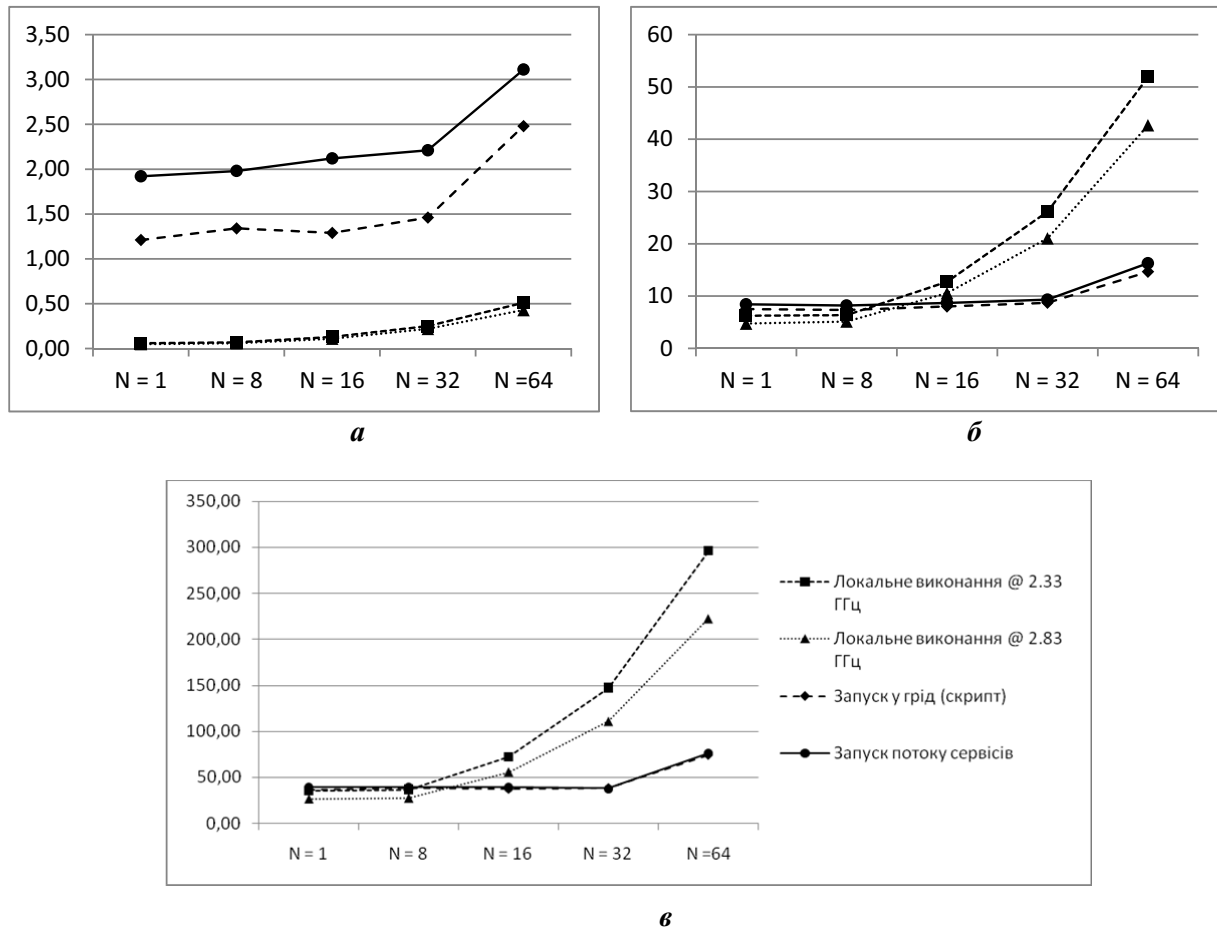 3,50
3,00
2,50
2,00
1,50
1,00
0,50
0,00
N = 1 N = 8 N = 16 N = 32 N =64
а
60
50
40
30
20
10
0
N = 1 N = 8 N = 16 N = 32 N = 64
б
350,00
300,00
250,00
200,00
150,00
100,00
50,00
0,00
N = 1 N = 8 N = 16 N = 32 N =64
Локальне виконання @ 2.33
ГГц
Локальне виконання @ 2.83
ГГц
Запуск у грід (скрипт)
Запуск потоку сервісів
в